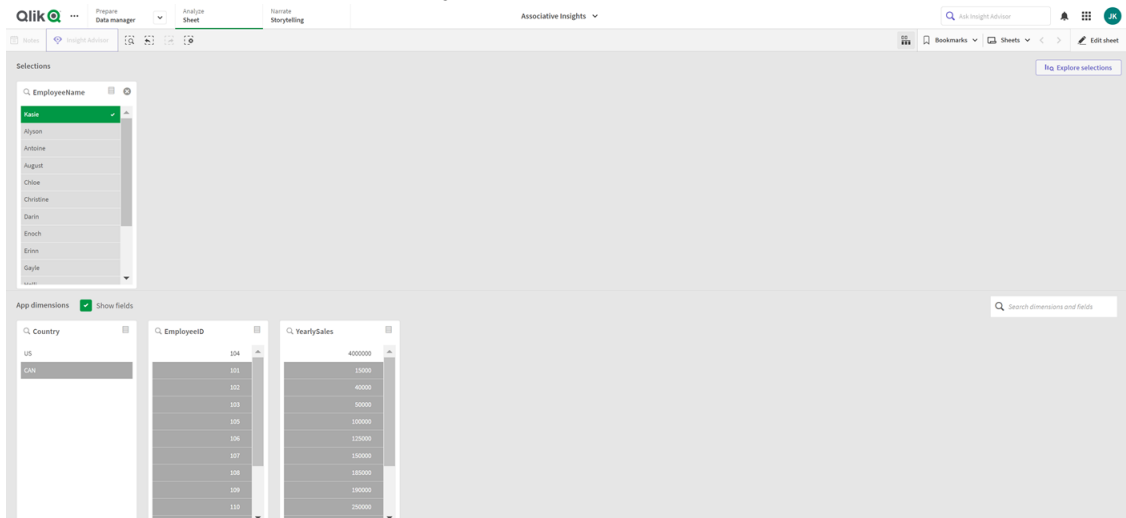 Qlik
Prepare
Data manager
Analyze
Sheet
Narrate
Storytelling
Associative Insights
Ask Insight Advisor
JK
Notes
Insight Advisor
Bookmarks
Sheets
Edit sheet
Selections
Explore selections
EmployeeName
Kasie
Alyson
Antoine
August
Chloe
Christine
Darin
Enoch
Erinn
Gayle
App dimensions
Show fields
Search dimensions and fields
Country
US
CAN
EmployeeID
104
101
102
103
105
106
107
108
109
110
YearlySales
4000000
15000
40000
50000
100000
125000
150000
185000
190000
250000